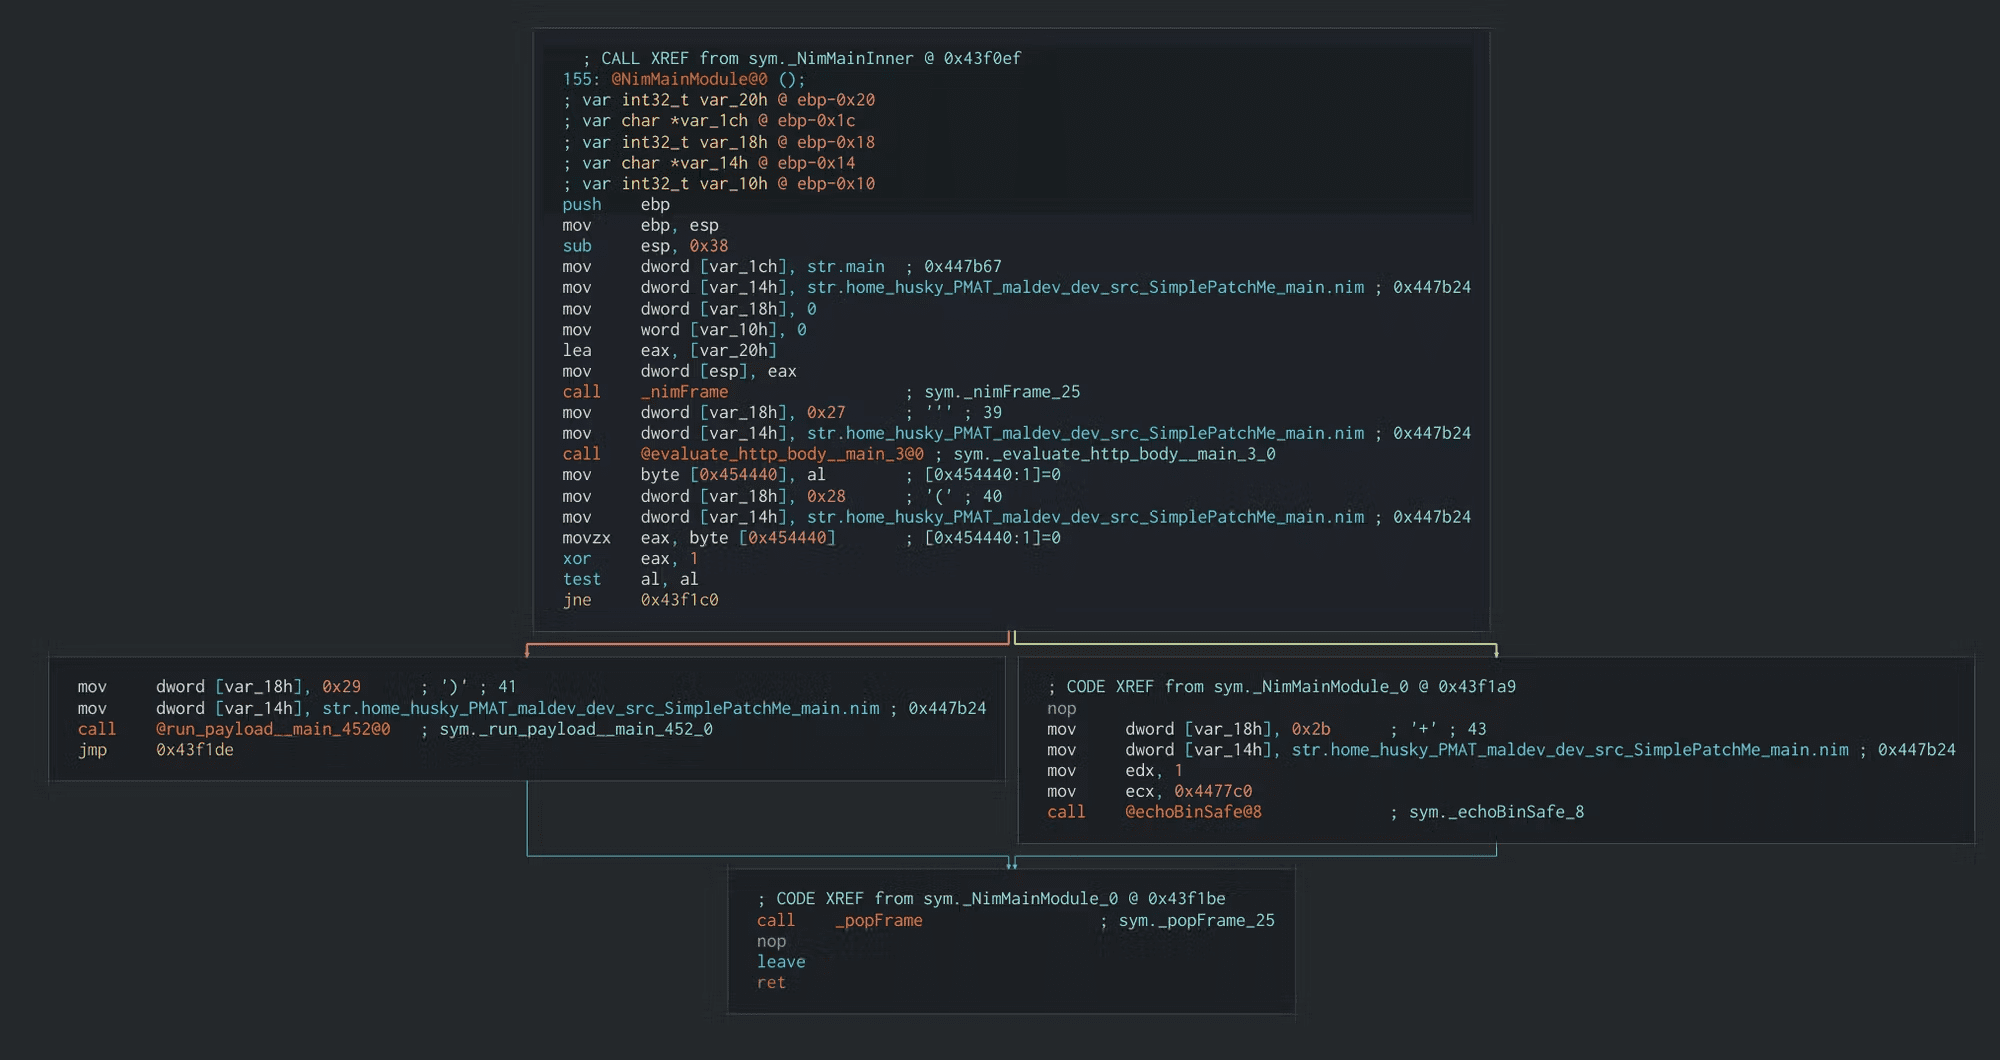 ; CALL XREF from sym._NimMainInner @ 0x43f0ef
155: @NimMainModule@0 ();
; var int32_t var_20h @ ebp-0x20
; var char *var_1ch @ ebp-0x1c
; var int32_t var_18h @ ebp-0x18
; var char *var_14h @ ebp-0x14
; var int32_t var_10h @ ebp-0x10
push ebp
mov ebp, esp
sub esp, 0x38
mov dword [var_1ch], str.main ; 0x447b67
mov dword [var_14h], str.home_husky_PMAT_maldev_dev_src_SimplePatchMe_main.nim ; 0x447b24
mov dword [var_18h], 0
mov word [var_10h], 0
lea eax, [var_20h]
mov dword [esp], eax
call _nimFrame ; sym._nimFrame_25
mov dword [var_18h], 0x27 ; ''' ; 39
mov dword [var_14h], str.home_husky_PMAT_maldev_dev_src_SimplePatchMe_main.nim ; 0x447b24
call @evaluate_http_body__main_3@0 ; sym._evaluate_http_body__main_3_0
mov byte [0x454440], al ; [0x454440:1]=0
mov dword [var_18h], 0x28 ; '(' ; 40
mov dword [var_14h], str.home_husky_PMAT_maldev_dev_src_SimplePatchMe_main.nim ; 0x447b24
movzx eax, byte [0x454440] ; [0x454440:1]=0
xor eax, 1
test al, al
jne 0x43f1c0
mov dword [var_18h], 0x29 ; ')' ; 41
mov dword [var_14h], str.home_husky_PMAT_maldev_dev_src_SimplePatchMe_main.nim ; 0x447b24
call @run_payload__main_452@0 ; sym._run_payload__main_452_0
jmp 0x43f1de
; CODE XREF from sym._NimMainModule_0 @ 0x43f1a9
nop
mov dword [var_18h], 0x2b ; '+' ; 43
mov dword [var_14h], str.home_husky_PMAT_maldev_dev_src_SimplePatchMe_main.nim ; 0x447b24
mov edx, 1
mov ecx, 0x4477c0
call @echoBinSafe@8 ; sym._echoBinSafe_8
; CODE XREF from sym._NimMainModule_0 @ 0x43f1be
call _popFrame ; sym._popFrame_25
nop
leave
ret